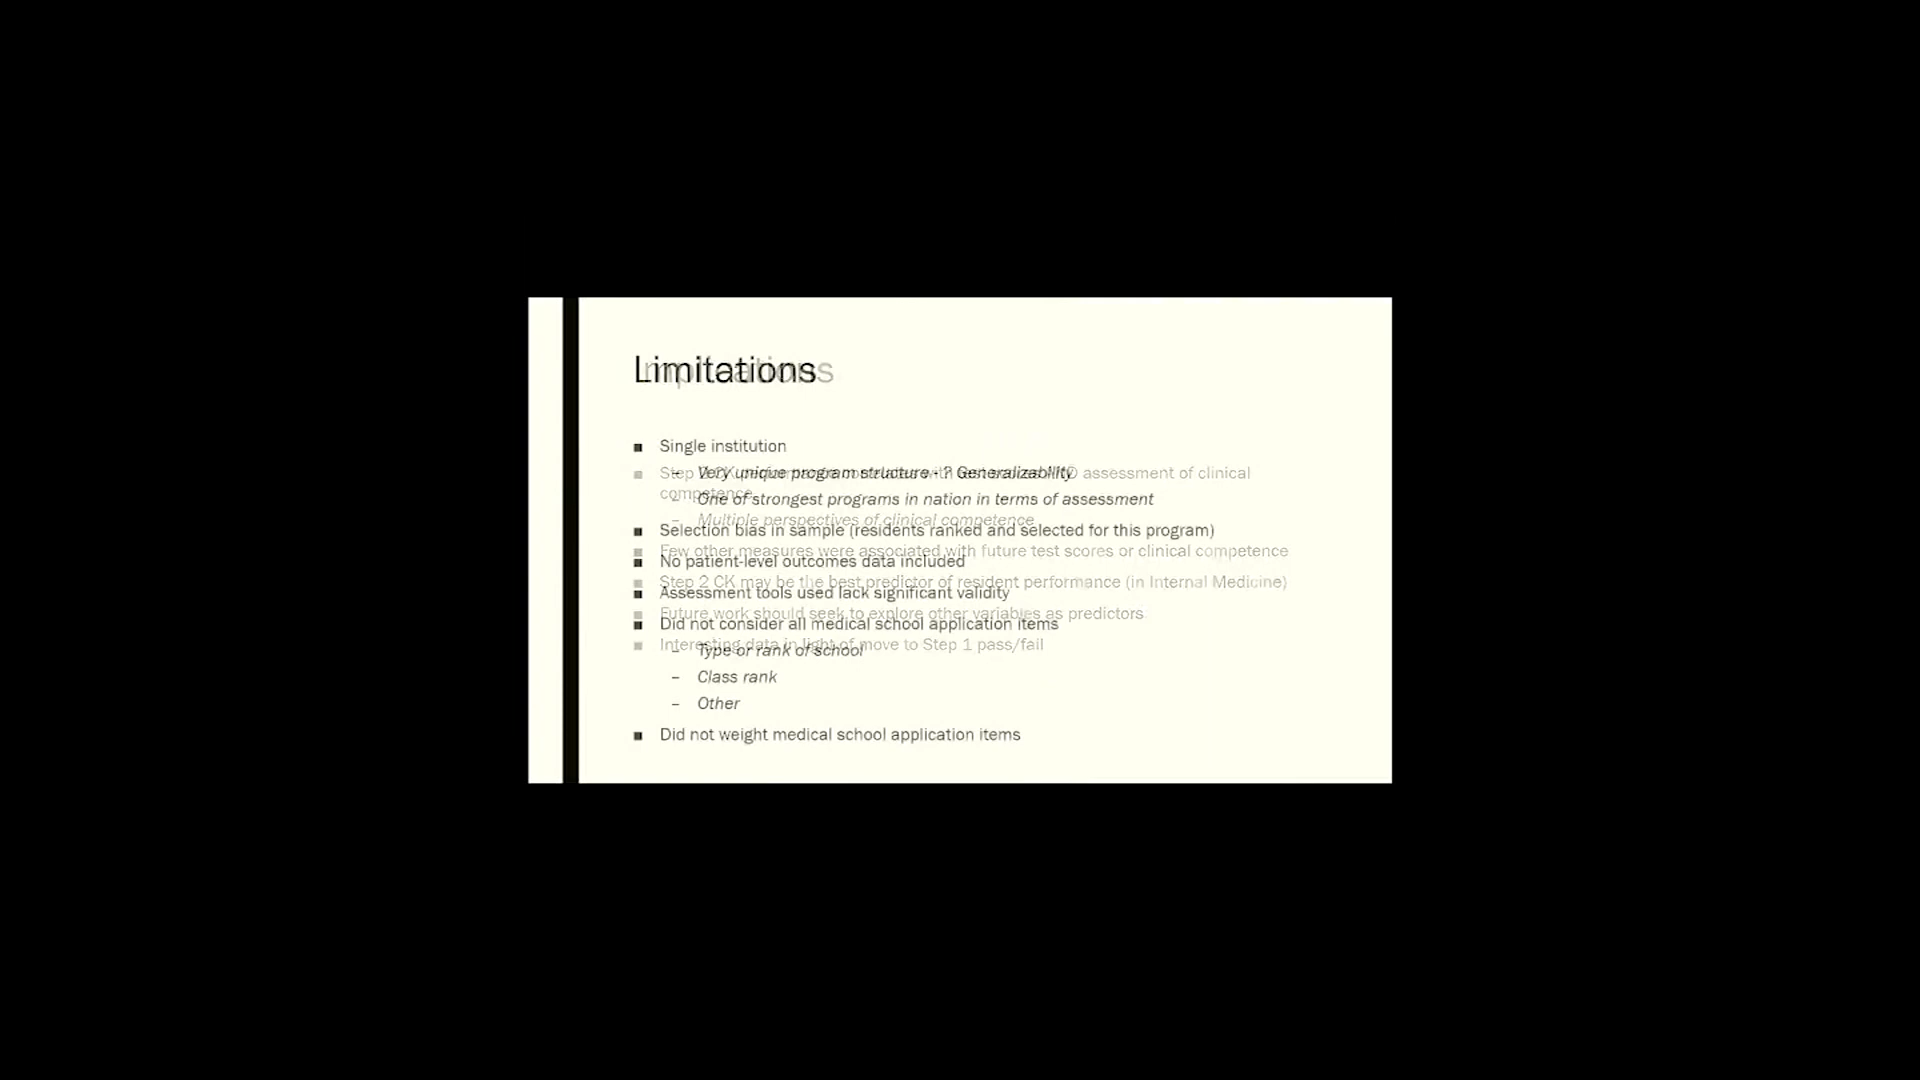 Limitations
Single institution
– Very unique program structure - ? Generalizability
– One of strongest programs in nation in terms of assessment
Selection bias in sample (residents ranked and selected for this program)
No patient-level outcomes data included
Assessment tools used lack significant validity
Did not consider all medical school application items
– Type or rank of school
– Class rank
– Other
Did not weight medical school application items
Implications
Step 2 CK assessment of clinical
competence
– Multiple perspectives of clinical competence
Few other measures were associated with future test scores or clinical competence
Step 2 CK may be the best predictor of resident performance (in Internal Medicine)
Future work should seek to explore other variables as predictors
Interesting data in light of move to Step 1 pass/fail